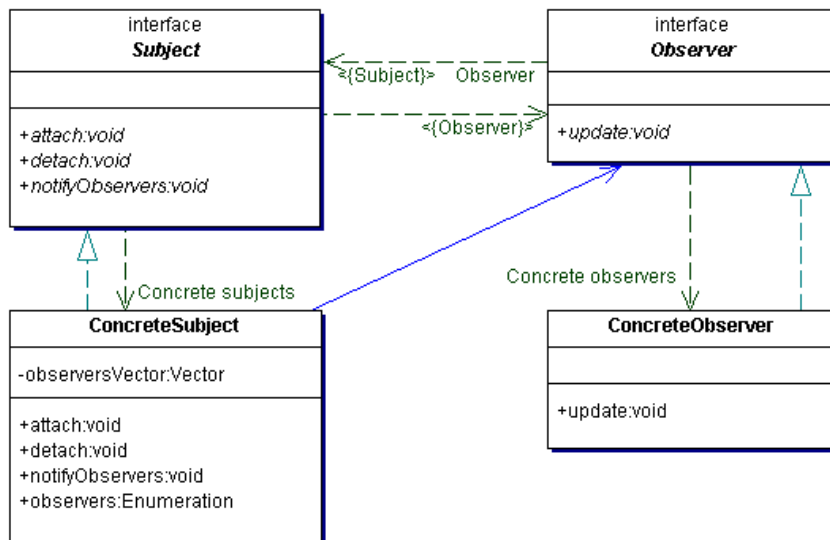 interface
Subject
+attach:void
+detach:void
+notifyObservers:void
<{Subject}> Observer
<{Observer}>
interface
Observer
+update:void
Concrete subjects
Concrete observers
ConcreteSubject
-observersVector:Vector
+attach:void
+detach:void
+notifyObservers:void
+observers:Enumeration
ConcreteObserver
+update:void